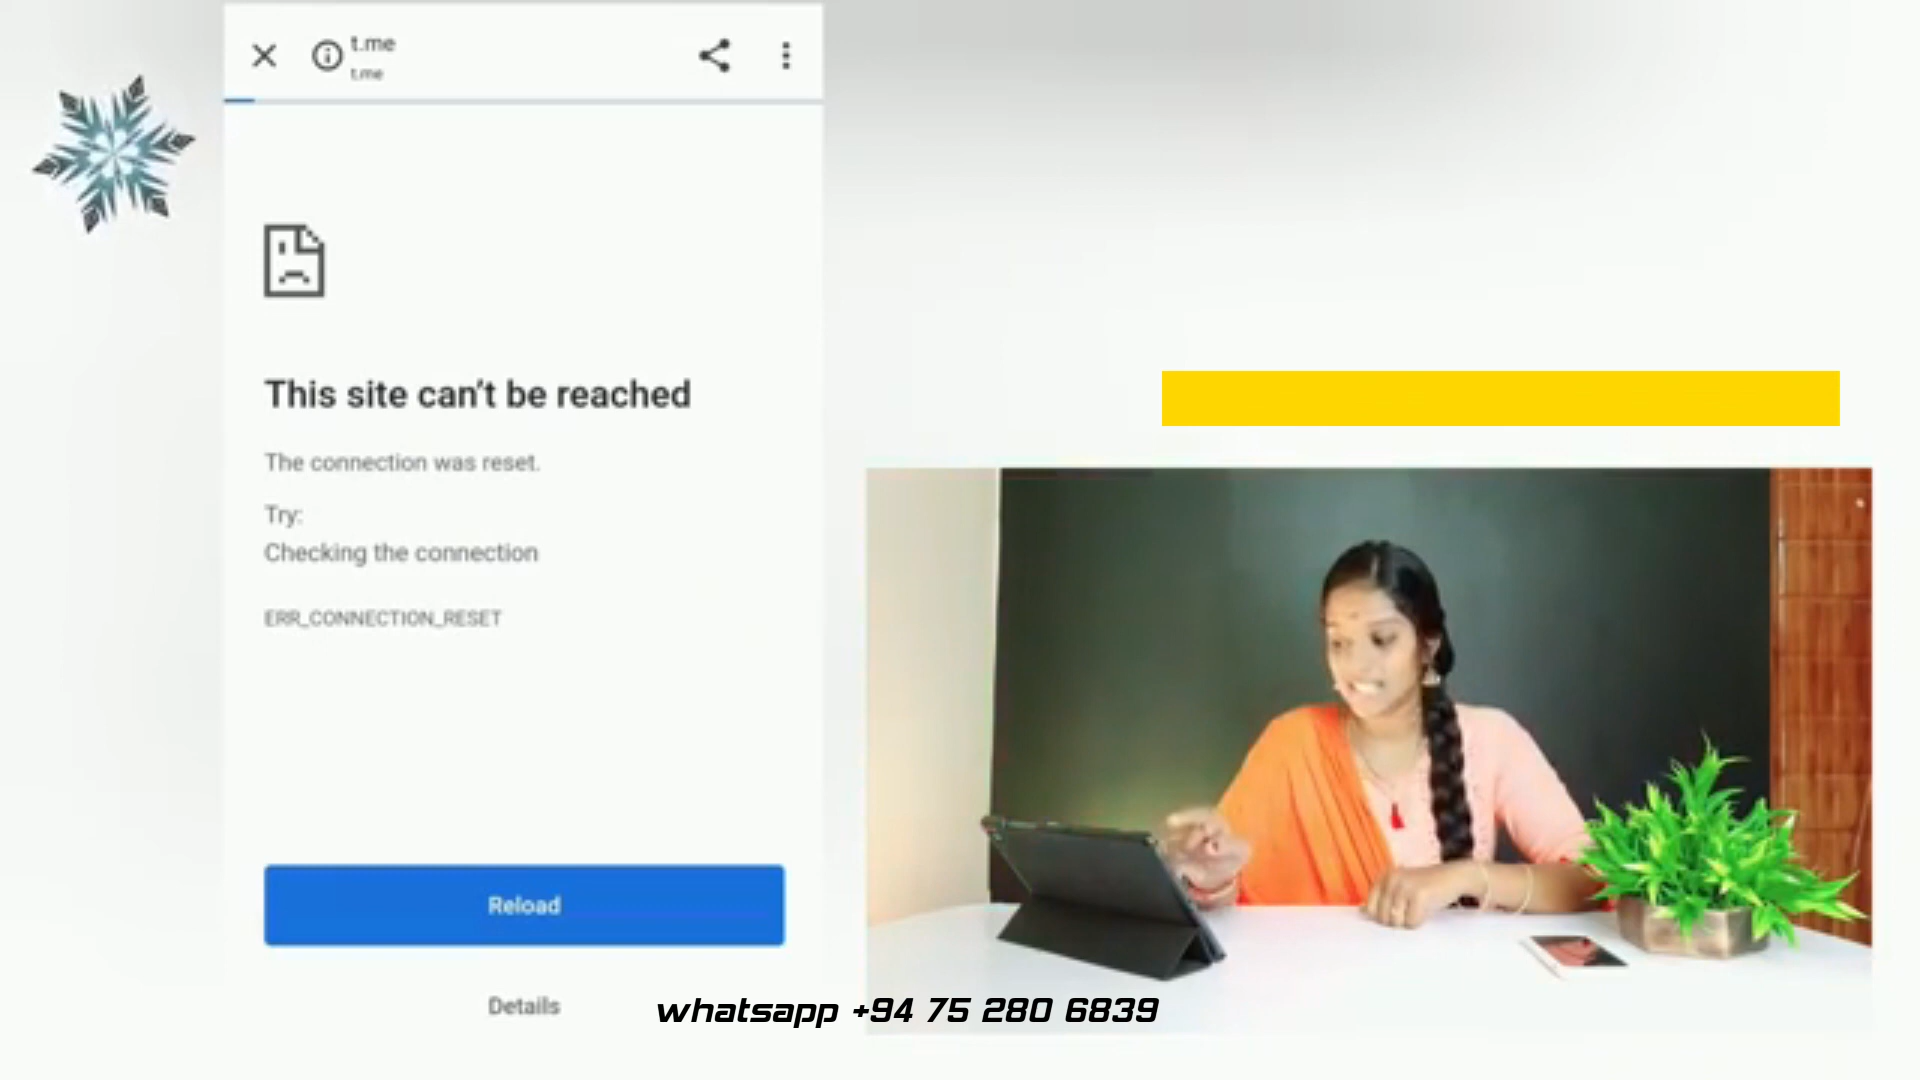 t.me
t.me
This site can't be reached
The connection was reset.
Try:
Checking the connection
ERR_CONNECTION_RESET
Reload
Details
whatsapp +94 75 280 6839